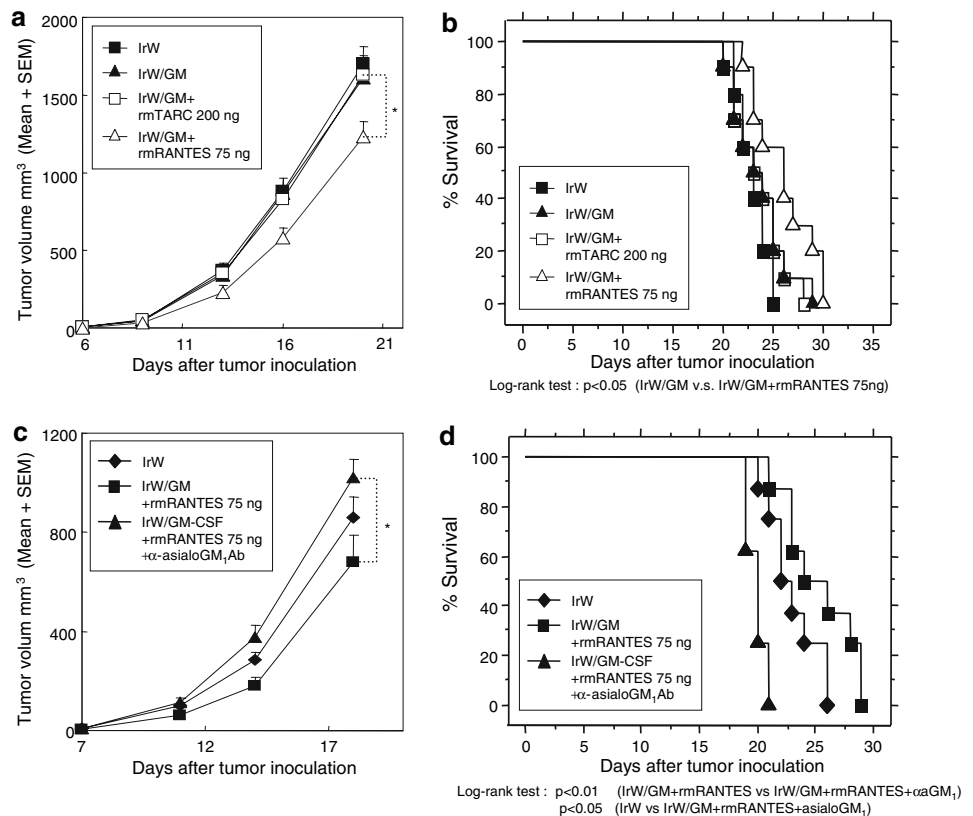 a
2000
1500
1000
500
0
6
11
16
21
Tumor volume mm³ (Mean + SEM)
Days after tumor inoculation
IrW
IrW/GM
IrW/GM+
rmTARC 200 ng
IrW/GM+
rmRANTES 75 ng
*
b
100
80
60
40
20
0
0
5
10
15
20
25
30
35
% Survival
Days after tumor inoculation
IrW
IrW/GM
IrW/GM+
rmTARC 200 ng
IrW/GM+
rmRANTES 75 ng
Log-rank test : p<0.05 (IrW/GM v.s. IrW/GM+rmRANTES 75ng)
c
1200
800
400
0
7
12
17
Tumor volum mm³ (Mean + SEM)
Days after tumor inoculation
IrW
IrW/GM
+rmRANTES 75 ng
IrW/GM-CSF
+rmRANTES 75 ng
+α-asialoGM₁Ab
*
d
100
80
60
40
20
0
0
5
10
15
20
25
30
% Survival
Days after tumor inoculation
IrW
IrW/GM
+rmRANTES 75 ng
IrW/GM-CSF
+rmRANTES 75 ng
+α-asialoGM₁Ab
Log-rank test : p<0.01 (IrW/GM+rmRANTES vs IrW/GM+rmRANTES+αaGM₁)
p<0.05 (IrW vs IrW/GM+rmRANTES+asialoGM₁)